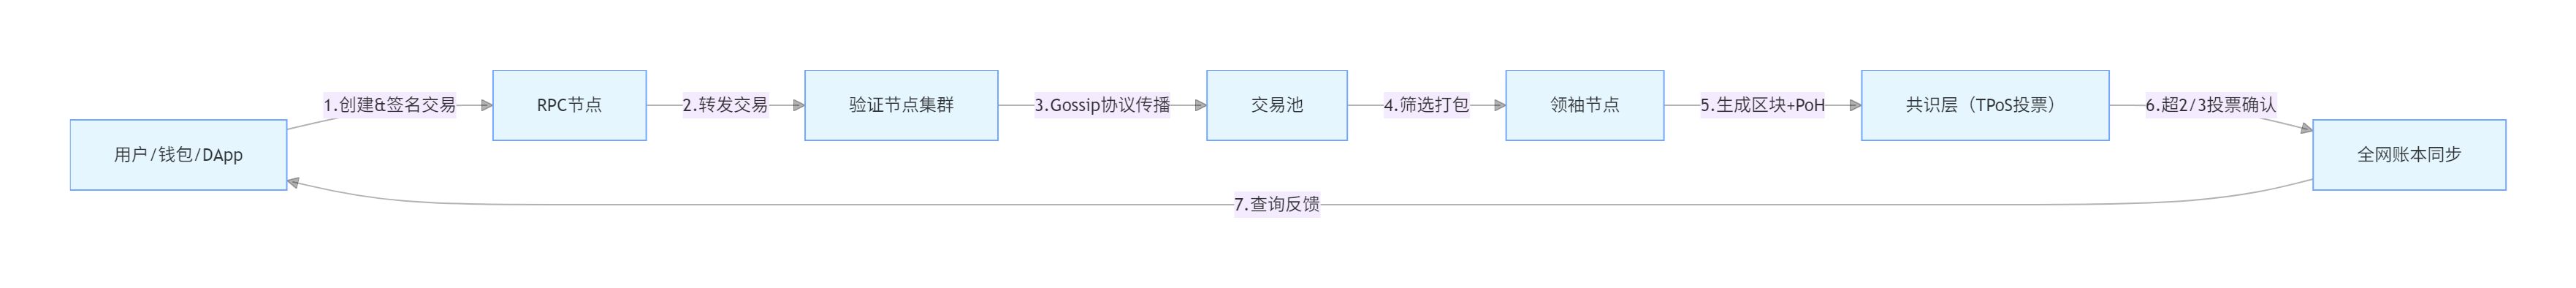 用户/钱包/DApp
1.创建&签名交易
RPC节点
2.转发交易
验证节点集群
3.Gossip协议传播
交易池
4.筛选打包
领袖节点
5.生成区块+PoH
共识层（TPoS投票）
6.超2/3投票确认
全网账本同步
7.查询反馈